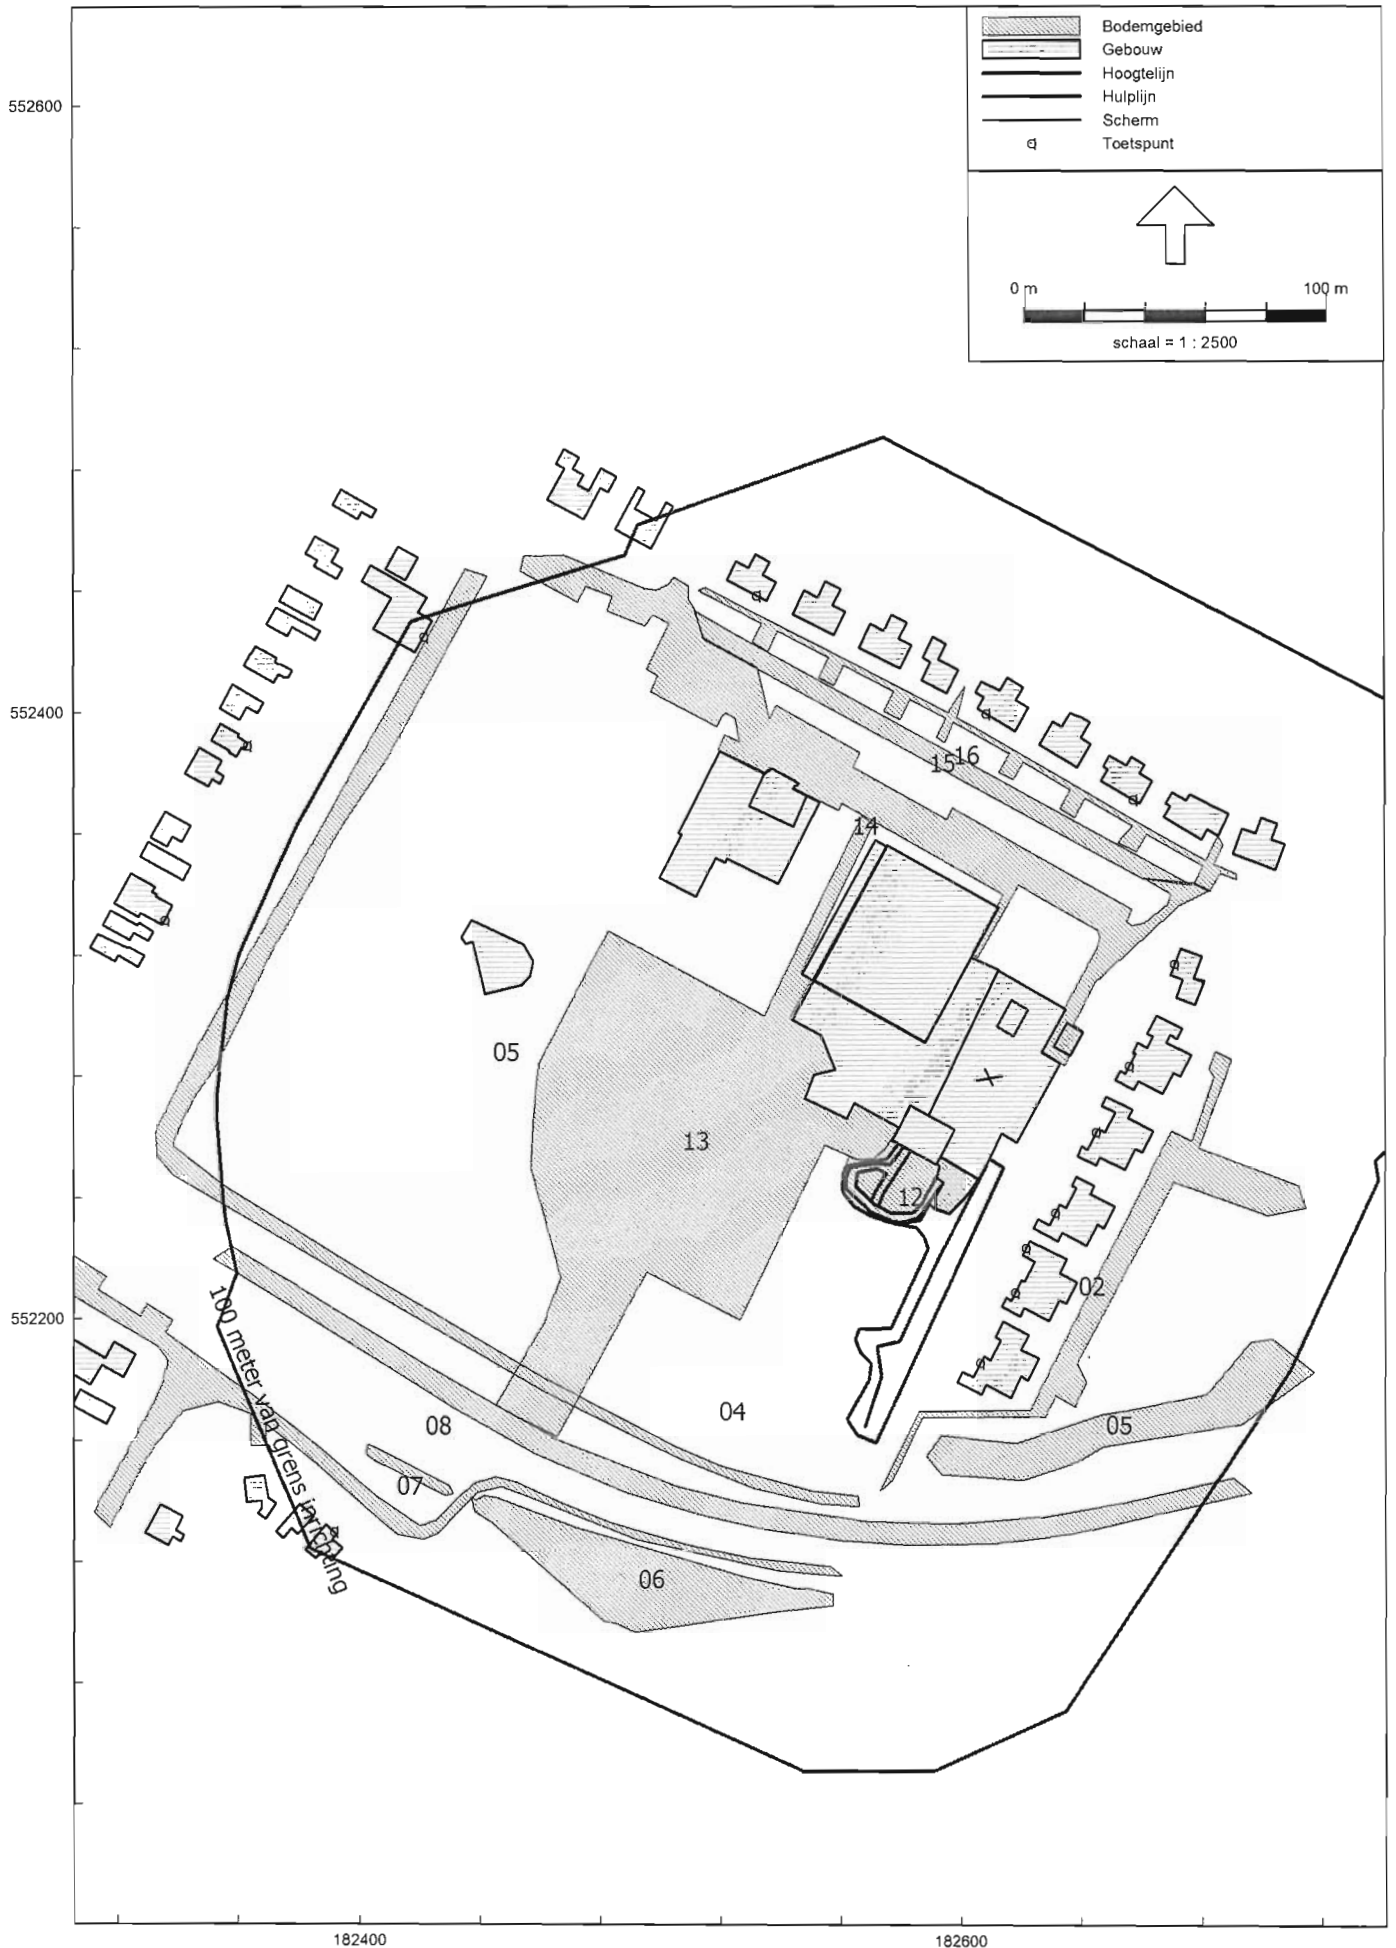 Bodemgebied
Gebouw
Hoogtelijn
Hulplijn
Scherm
Toetspunt
0 m 100 m
schaal = 1 : 2500
552600
552400
552200
182400 182600
15 16
14
05
13
12
02
04
05
08
07
06
100 meter van grens inrichting